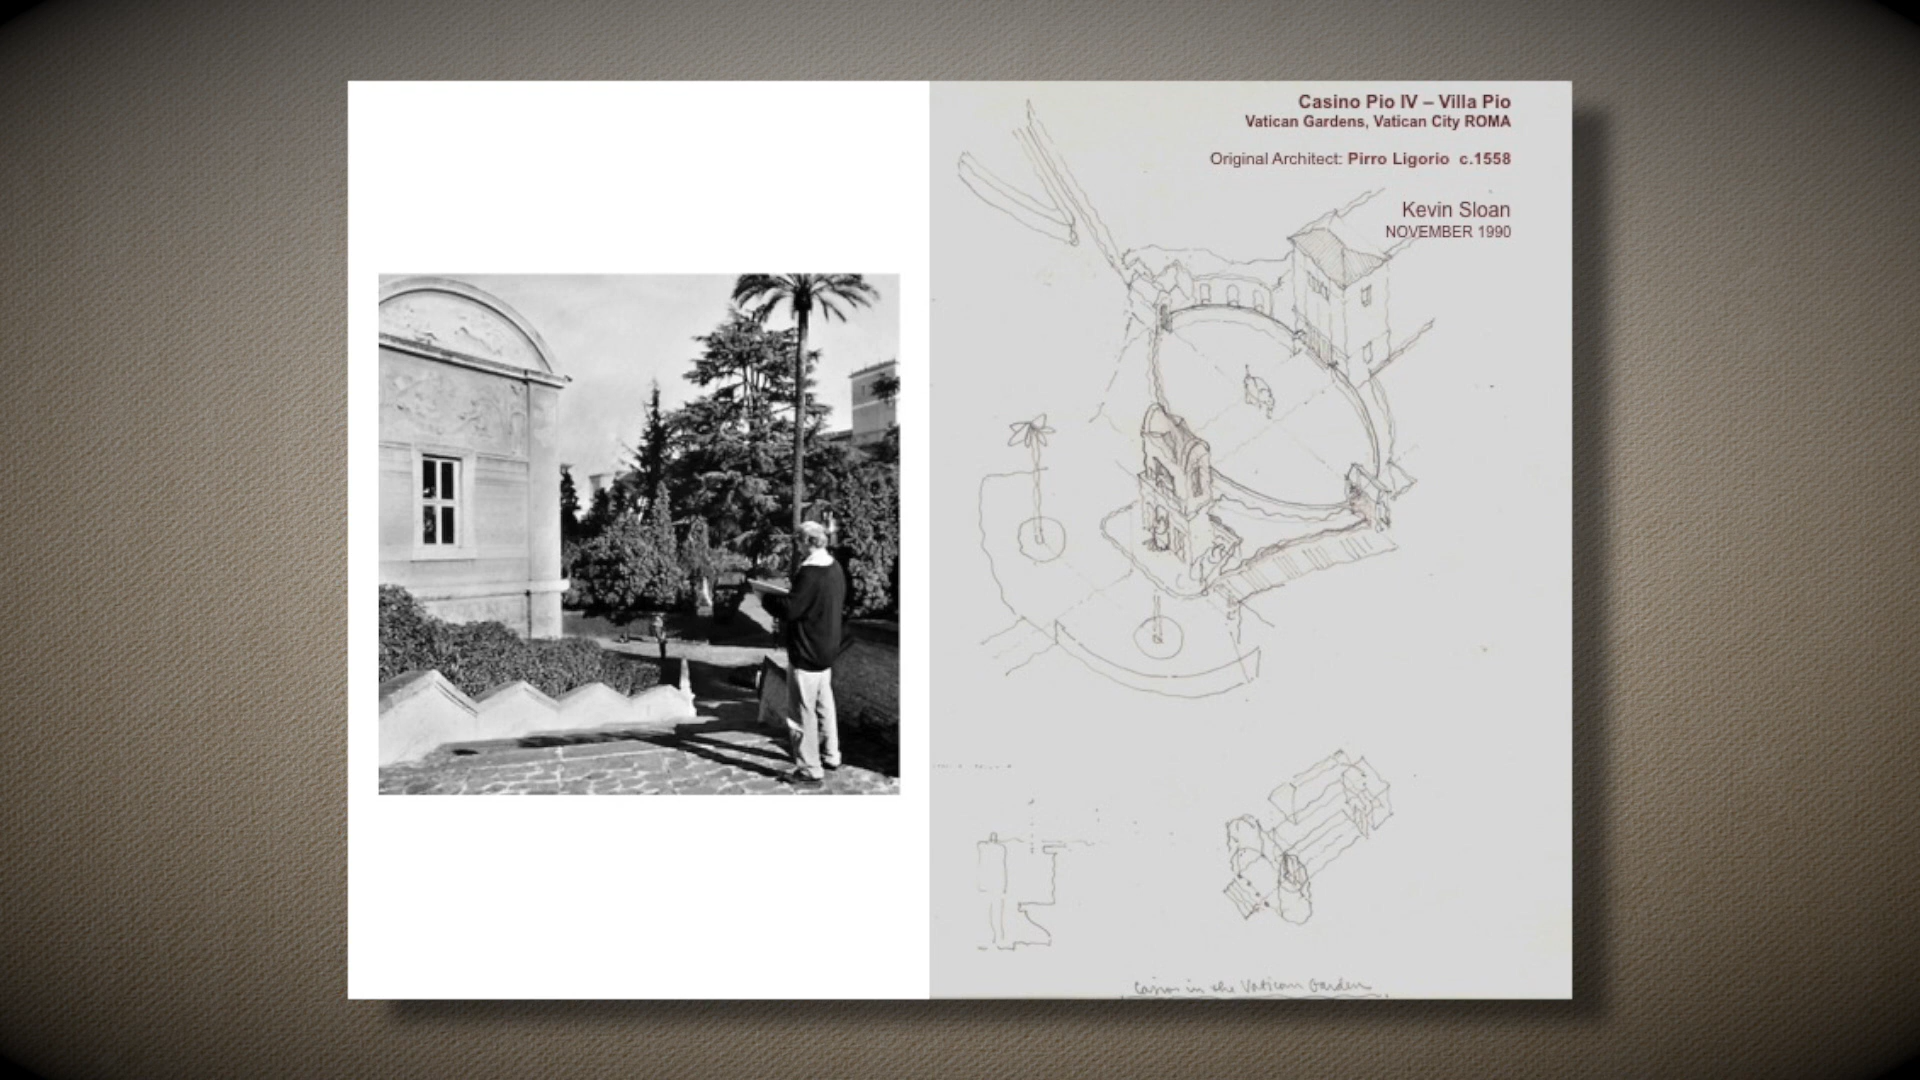 Casino Pio IV – Villa Pio
Vatican Gardens, Vatican City ROMA
Original Architect: Pirro Ligorio c.1558
Kevin Sloan
NOVEMBER 1990
in the Vatican Garden